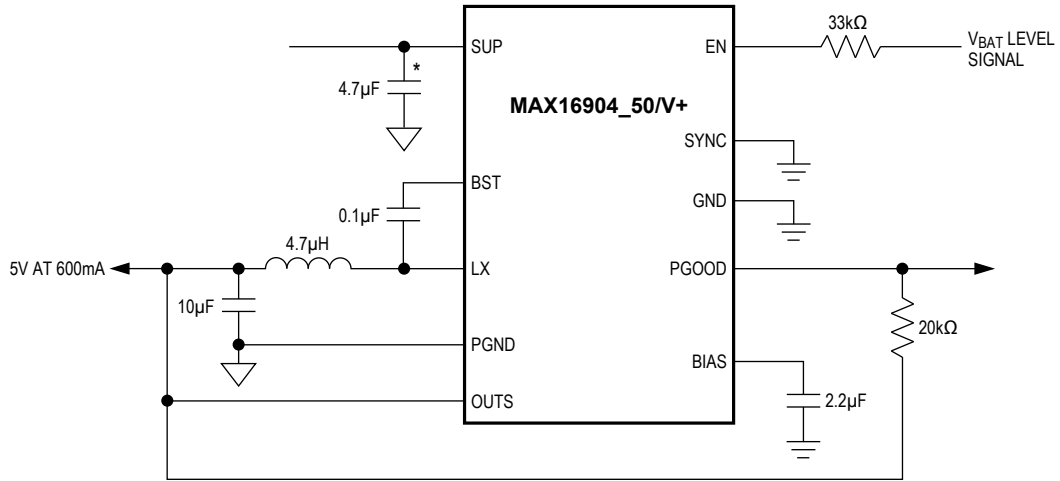 33kΩ
V_BAT LEVEL
SIGNAL
SUP
EN
*
4.7µF
MAX16904_50/V+
SYNC
BST
GND
0.1µF
4.7µH
5V AT 600mA
LX
PGOOD
10µF
20kΩ
PGND
BIAS
2.2µF
OUTS